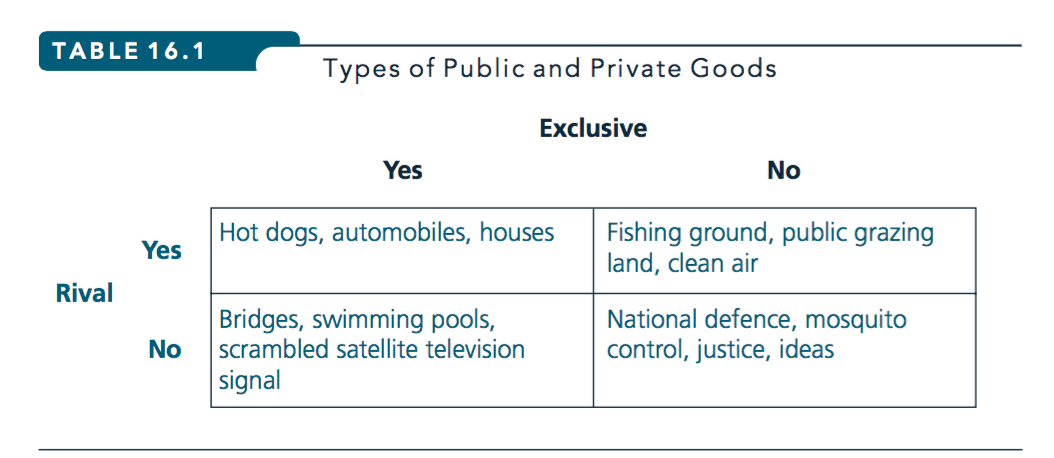 TABLE 16.1
Types of Public and Private Goods
Exclusive
Yes No
Yes
Hot dogs, automobiles, houses
Fishing ground, public grazing
land, clean air
Rival
No
Bridges, swimming pools,
scrambled satellite television
signal
National defence, mosquito
control, justice, ideas